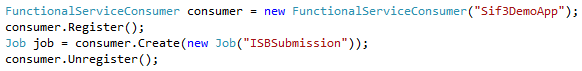 FunctionalServiceConsumer consumer = new FunctionalServiceConsumer("Sif3DemoApp");
consumer.Register();
Job job = consumer.Create(new Job("ISBSubmission"));
consumer.Unregister();